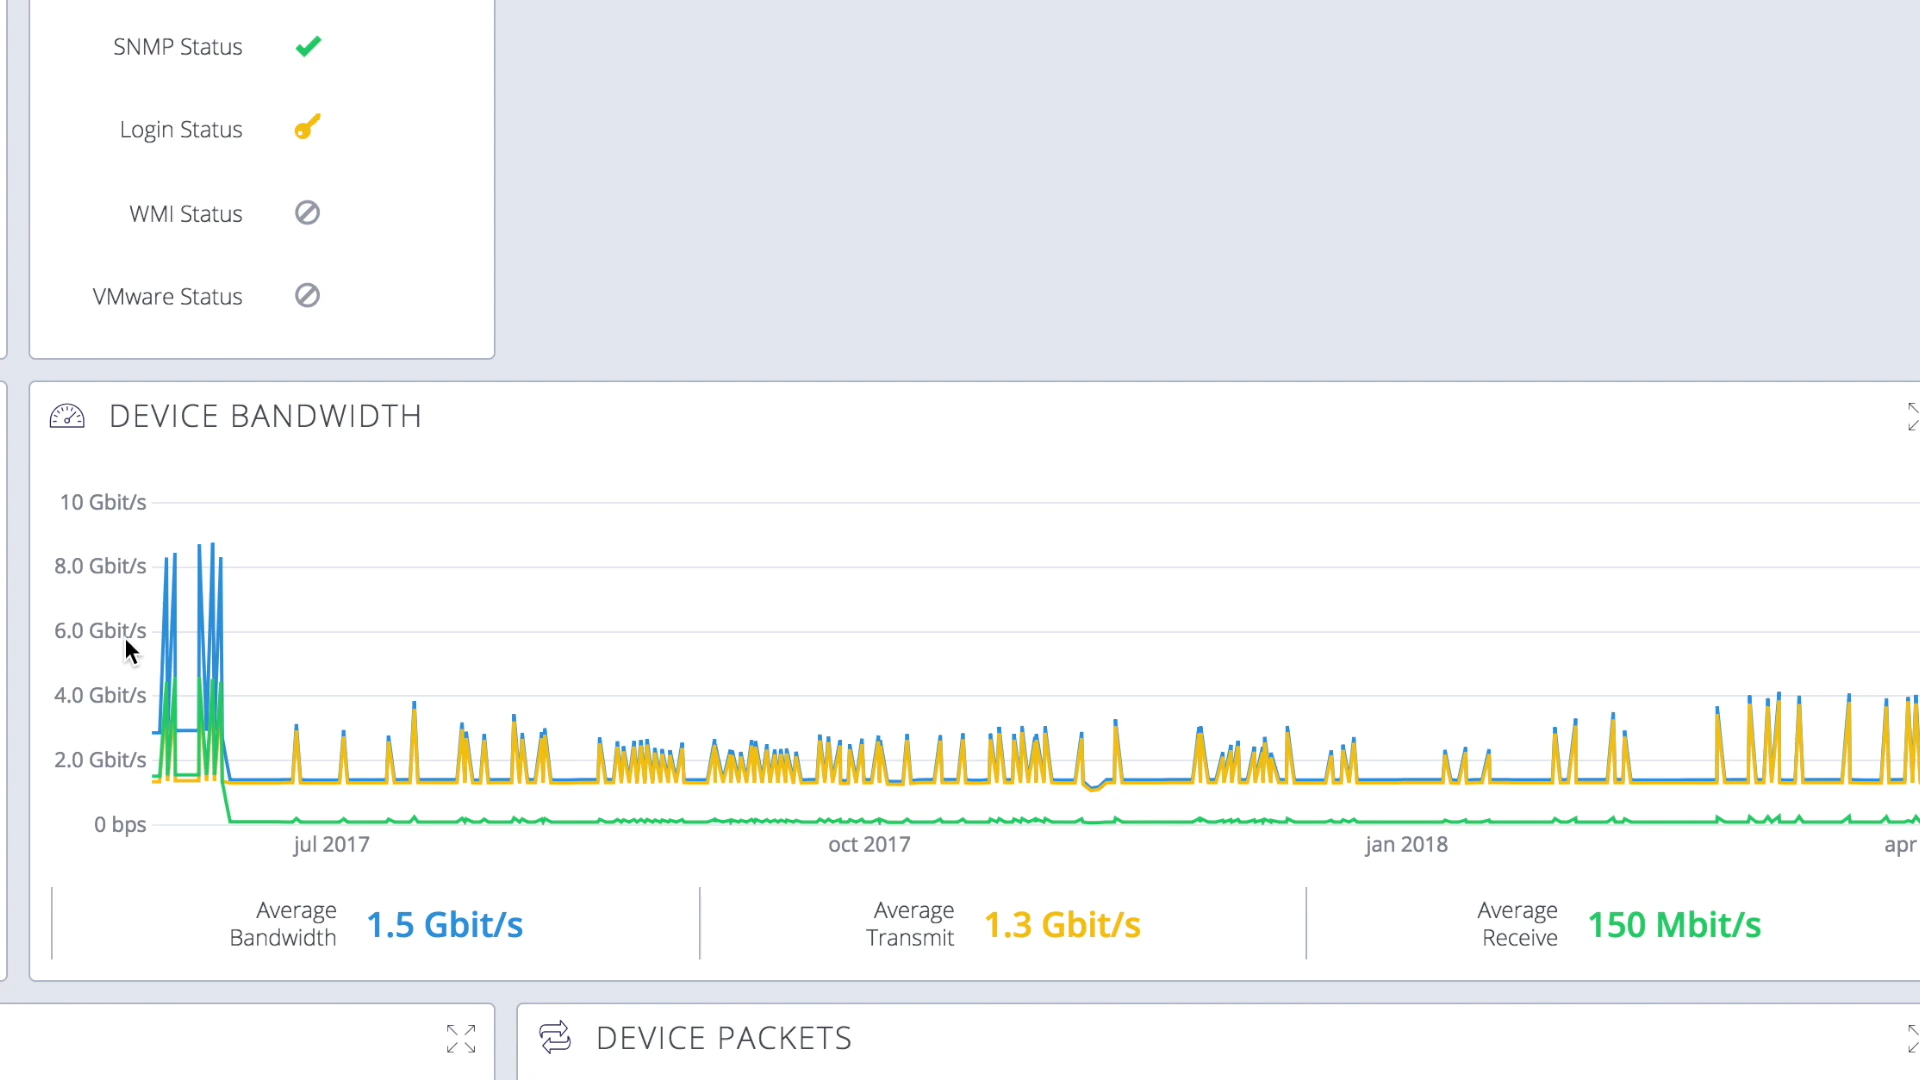 SNMP Status
Login Status
WMI Status
VMware Status
DEVICE BANDWIDTH
10 Gbit/s
8.0 Gbit/s
6.0 Gbit/s
4.0 Gbit/s
2.0 Gbit/s
0 bps
jul 2017
oct 2017
jan 2018
apr
Average
Bandwidth
1.5 Gbit/s
Average
Transmit
1.3 Gbit/s
Average
Receive
150 Mbit/s
DEVICE PACKETS